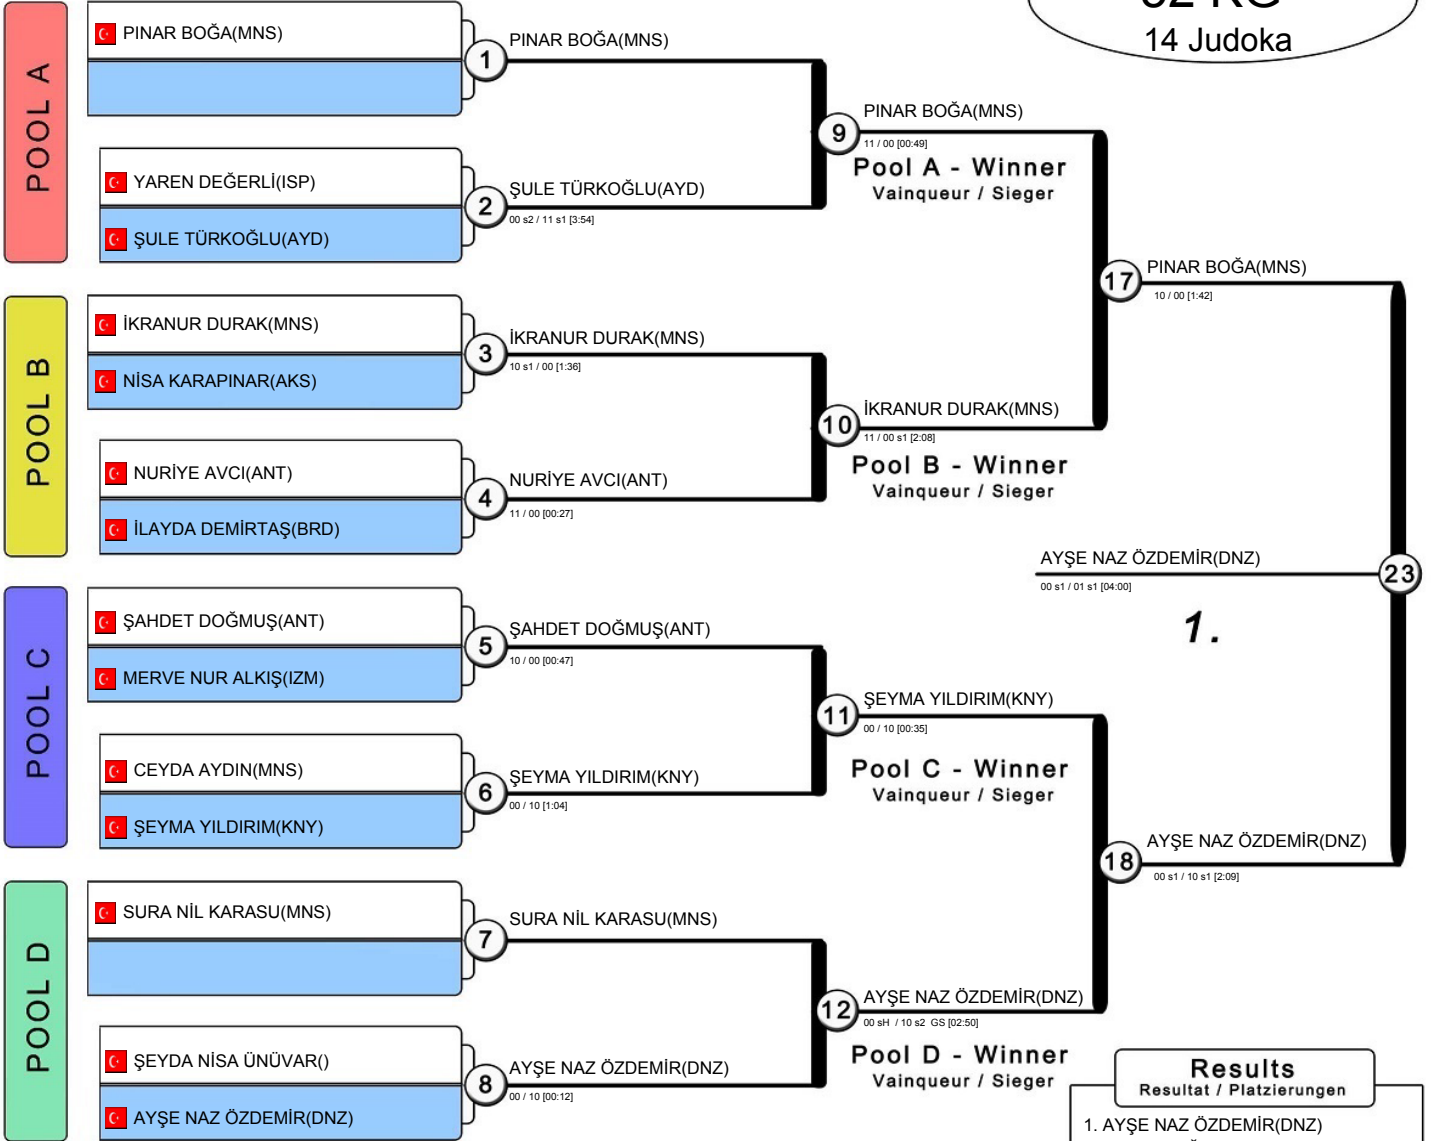 14 Judoka
POOL A
PINAR BOĞA(MNS)
1
PINAR BOĞA(MNS)
YAREN DEĞERLİ(ISP)
ŞULE TÜRKOĞLU(AYD)
2
ŞULE TÜRKOĞLU(AYD)
00 s2 / 11 s1 [3:54]
9
PINAR BOĞA(MNS)
11 / 00 [00:49]
Pool A - Winner
Vainqueur / Sieger
POOL B
İKRANUR DURAK(MNS)
NİSA KARAPINAR(AKS)
3
İKRANUR DURAK(MNS)
10 s1 / 00 [1:36]
NURİYE AVCI(ANT)
İLAYDA DEMİRTAŞ(BRD)
4
NURİYE AVCI(ANT)
11 / 00 [00:27]
10
İKRANUR DURAK(MNS)
11 / 00 s1 [2:08]
Pool B - Winner
Vainqueur / Sieger
17
PINAR BOĞA(MNS)
10 / 00 [1:42]
POOL C
ŞAHDET DOĞMUŞ(ANT)
MERVE NUR ALKIŞ(IZM)
5
ŞAHDET DOĞMUŞ(ANT)
10 / 00 [00:47]
CEYDA AYDIN(MNS)
ŞEYMA YILDIRIM(KNY)
6
ŞEYMA YILDIRIM(KNY)
00 / 10 [1:04]
11
ŞEYMA YILDIRIM(KNY)
00 / 10 [00:35]
Pool C - Winner
Vainqueur / Sieger
POOL D
SURA NİL KARASU(MNS)
7
SURA NİL KARASU(MNS)
ŞEYDA NİSA ÜNÜVAR()
AYŞE NAZ ÖZDEMİR(DNZ)
8
AYŞE NAZ ÖZDEMİR(DNZ)
00 / 10 [00:12]
12
AYŞE NAZ ÖZDEMİR(DNZ)
00 sH / 10 s2 GS [02:50]
Pool D - Winner
Vainqueur / Sieger
18
AYŞE NAZ ÖZDEMİR(DNZ)
00 s1 / 10 s1 [2:09]
AYŞE NAZ ÖZDEMİR(DNZ)
23
00 s1 / 01 s1 [04:00]
1.
Results
Resultat / Platzierungen
1. AYŞE NAZ ÖZDEMİR(DNZ)